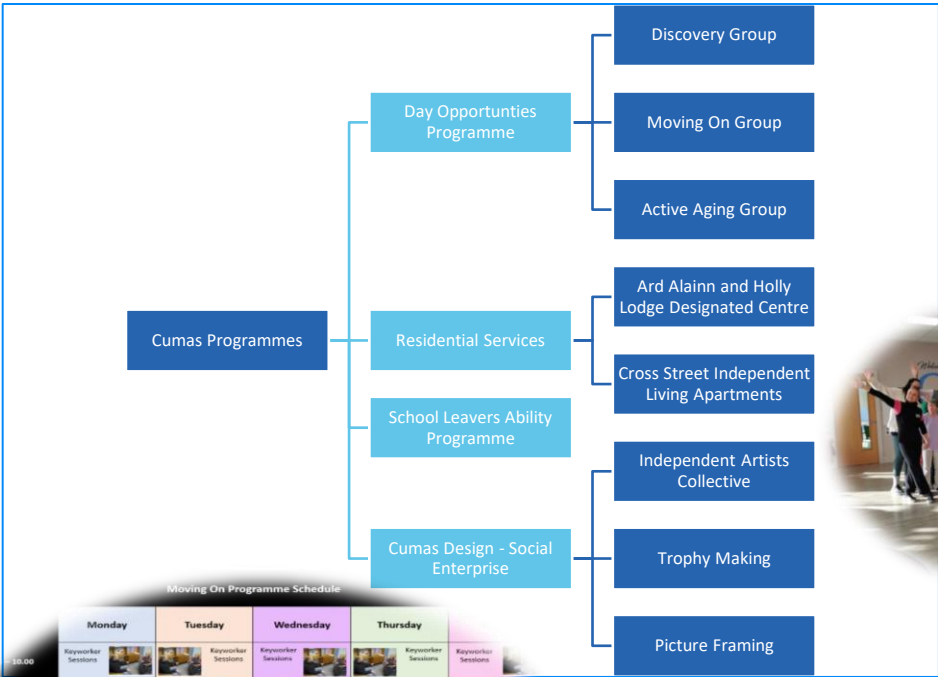 Discovery Group
Day Opportunties
Programme
Moving On Group
Active Aging Group
Cumas Programmes
Residential Services
Ard Alainn and Holly
Lodge Designated Centre
Cross Street Independent
Living Apartments
School Leavers Ability
Programme
Cumas Design - Social
Enterprise
Independent Artists
Collective
Trophy Making
Picture Framing
Moving On Programme Schedule
Monday
Tuesday
Wednesday
Thursday
- 10.00
Keyworker
Sessions
Keyworker
Sessions
Keyworker
Sessions
Keyworker
Sessions
Keyworker
Sessions